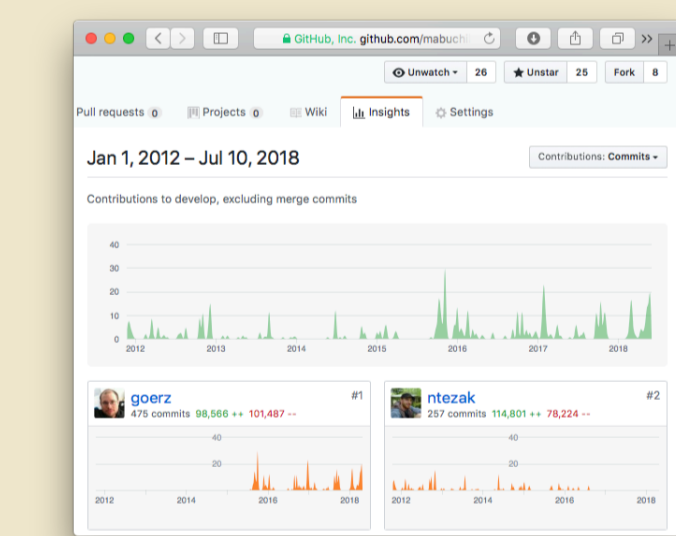 GitHub, Inc. github.com/mabuch
Unwatch 26 Unstar 25 Fork 8
Pull requests 0 Projects 0 Wiki Insights Settings
Jan 1, 2012 – Jul 10, 2018
Contributions: Commits
Contributions to develop, excluding merge commits
40
30
20
10
0
2012 2013 2014 2015 2016 2017 2018
goerz #1
475 commits 98,566 ++ 101,487 --
40
20
2012 2014 2016 2018
ntezak #2
257 commits 114,801 ++ 78,224 --
40
20
2012 2014 2016 2018